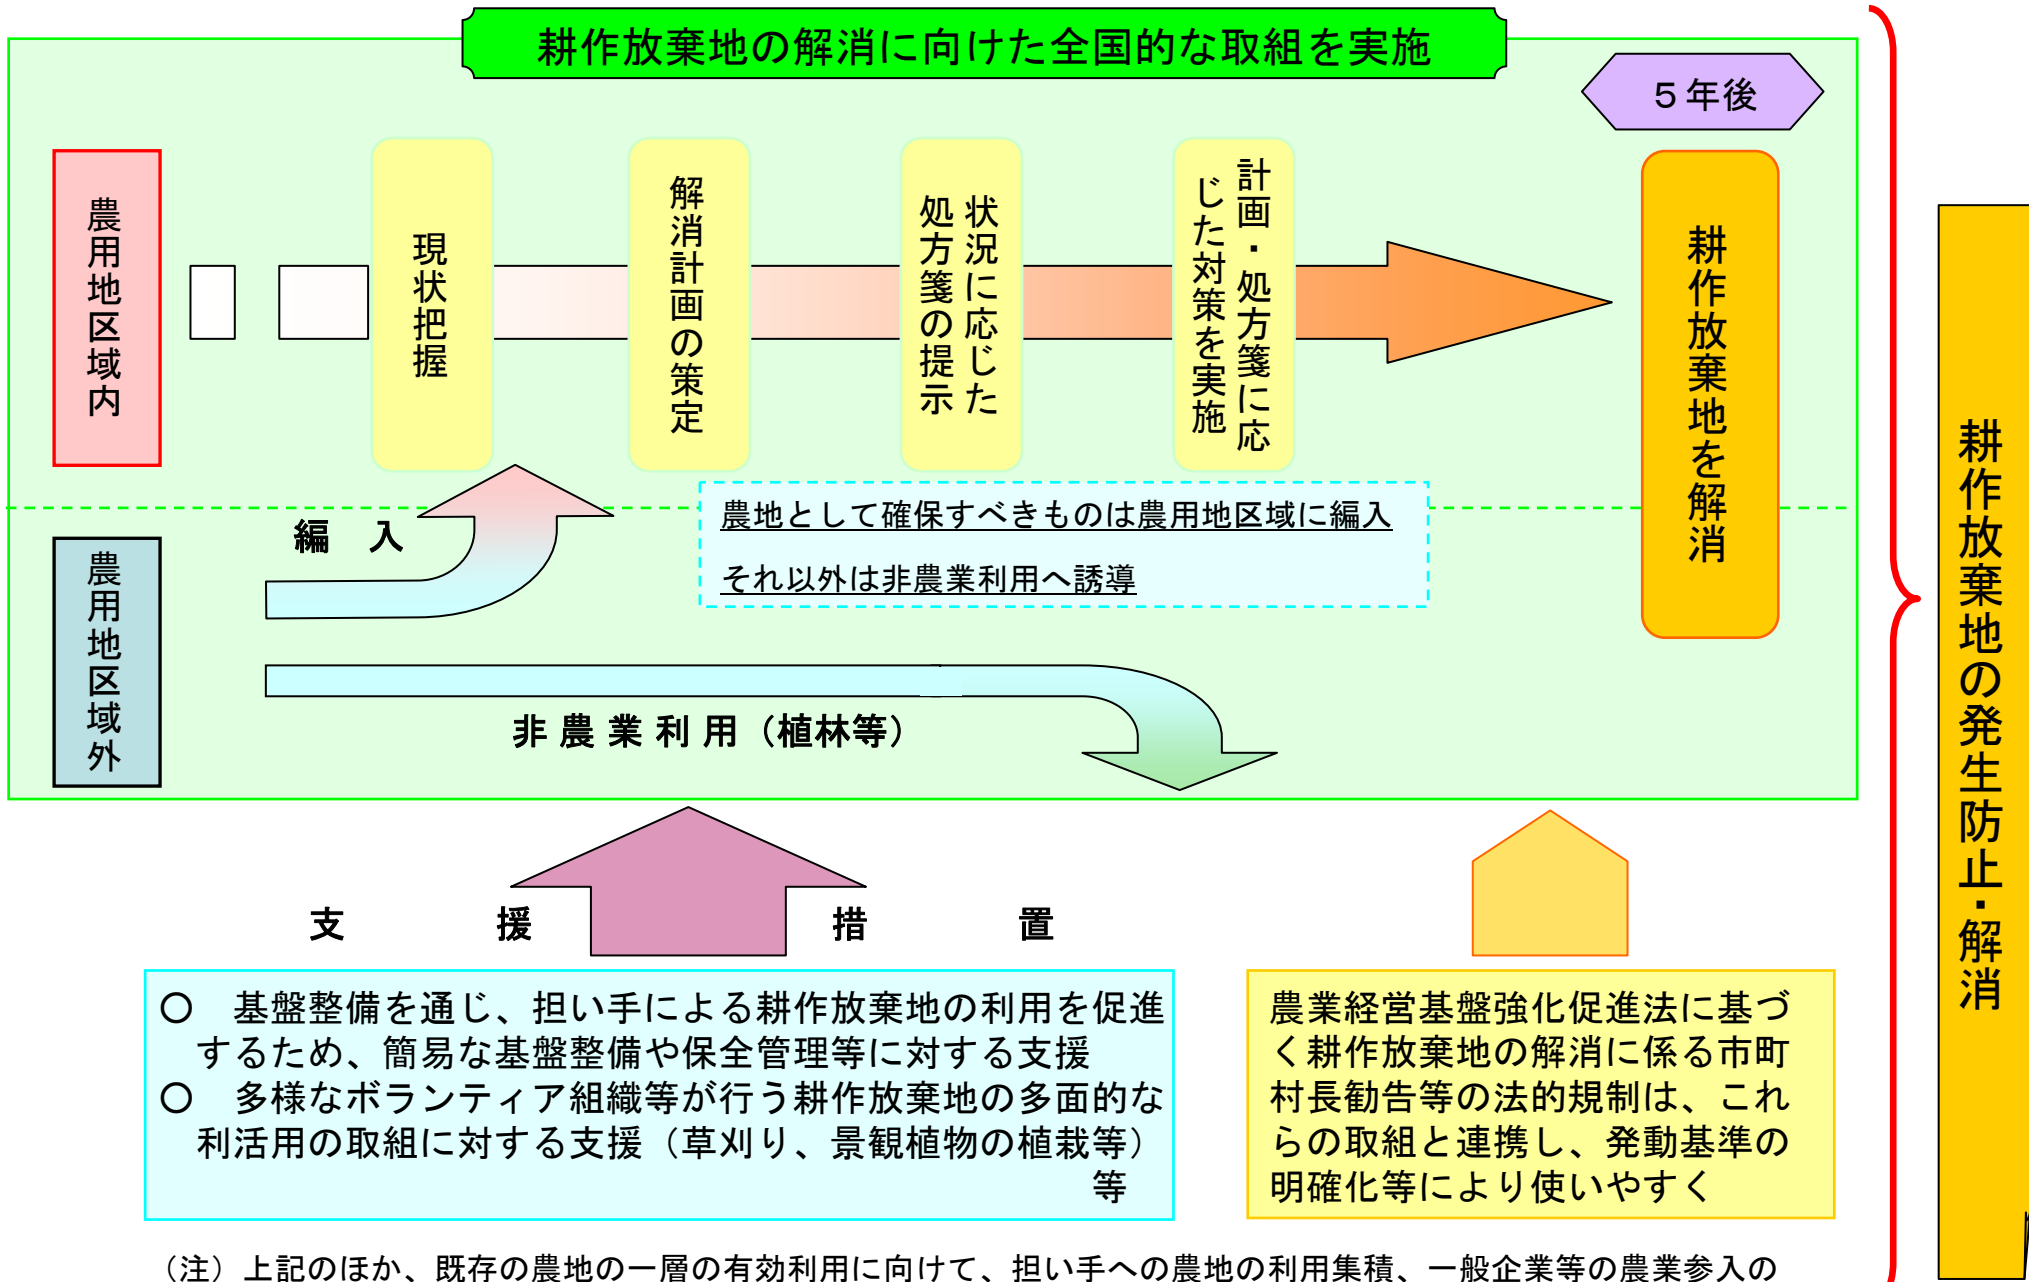 耕作放棄地の解消に向けた全国的な取組を実施
５年後
農用地区域内
現状把握
解消計画の策定
状況に応じた
処方箋の提示
計画・処方箋に応
じた対策を実施
耕作放棄地を解消
編　入
農地として確保すべきものは農用地区域に編入
それ以外は非農業利用へ誘導
農用地区域外
非 農 業 利 用（植林等）
耕作放棄地の発生防止・解消
支　援　措　置
○　基盤整備を通じ、担い手による耕作放棄地の利用を促進
するため、簡易な基盤整備や保全管理等に対する支援
○　多様なボランティア組織等が行う耕作放棄地の多面的な
利活用の取組に対する支援（草刈り、景観植物の植栽等）
等
農業経営基盤強化促進法に基づ
く耕作放棄地の解消に係る市町
村長勧告等の法的規制は、これ
らの取組と連携し、発動基準の
明確化等により使いやすく
（注）上記のほか、既存の農地の一層の有効利用に向けて、担い手への農地の利用集積、一般企業等の農業参入の